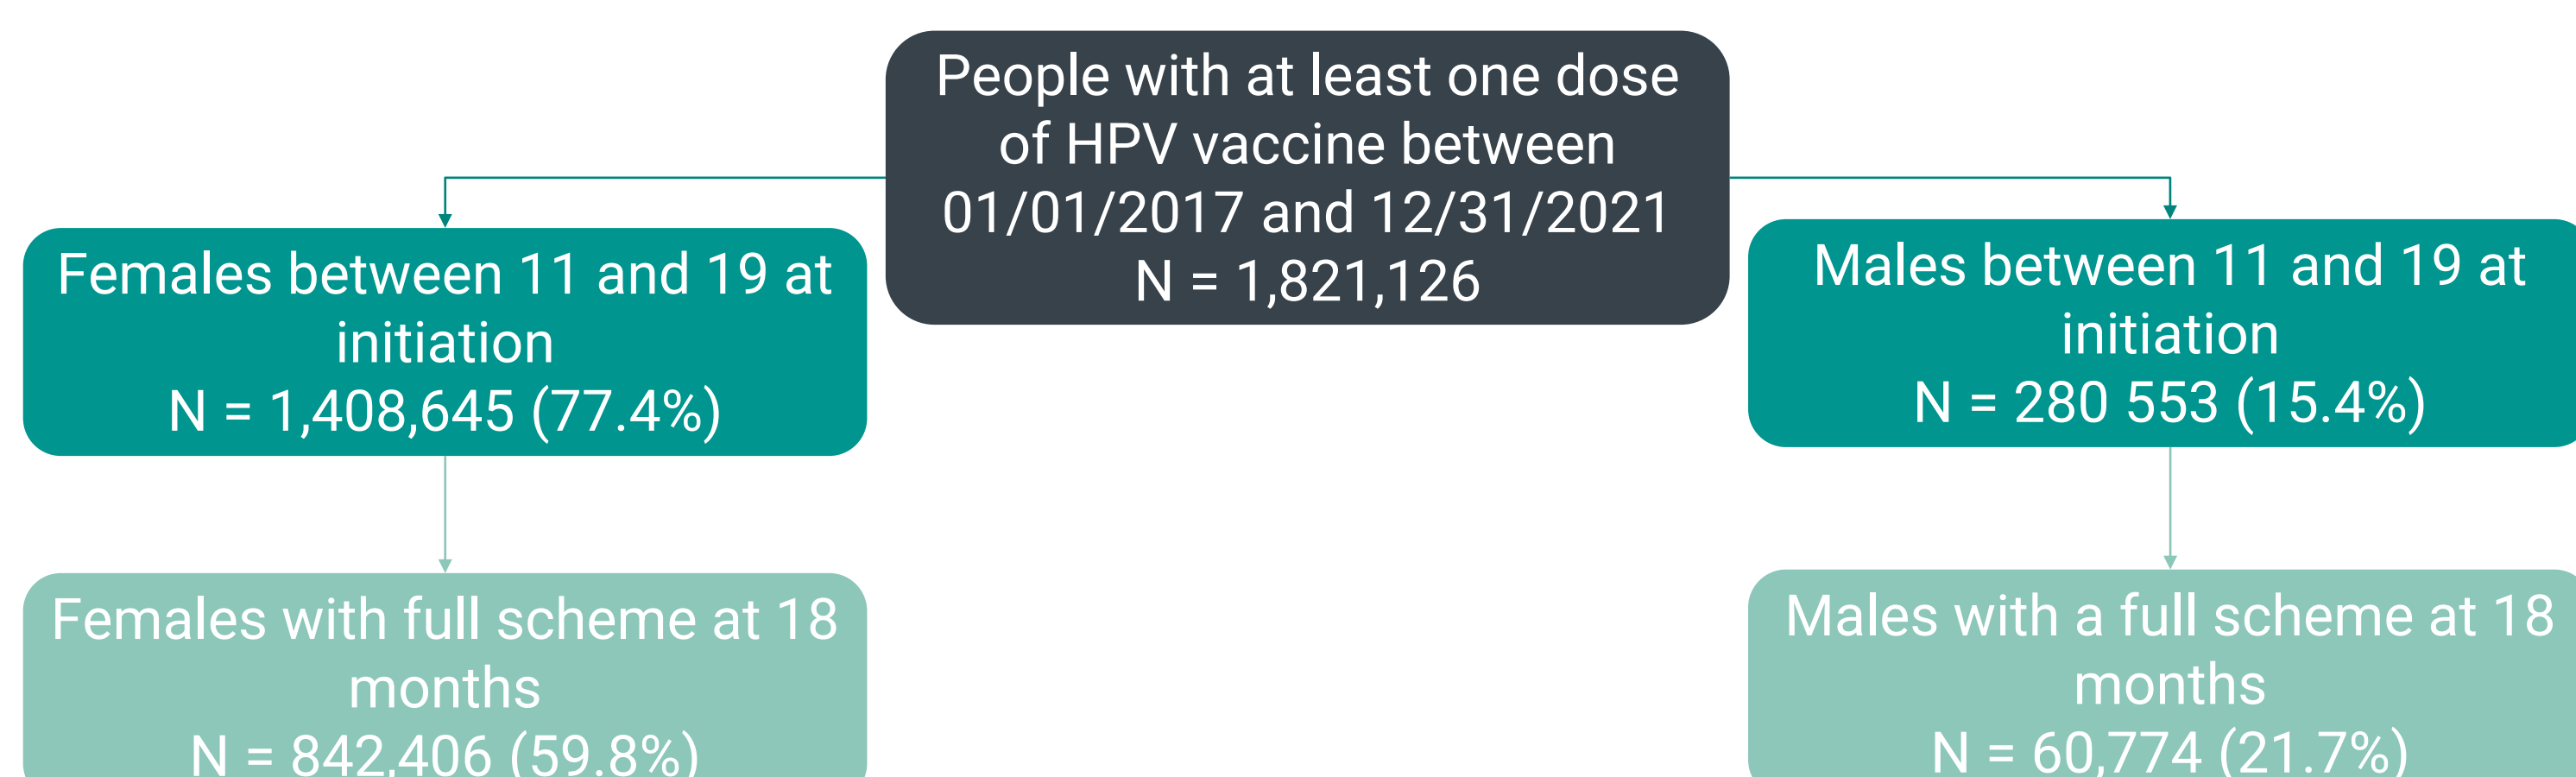 People with at least one dose
of HPV vaccine between
01/01/2017 and 12/31/2021
N = 1,821,126
Females between 11 and 19 at
initiation
N = 1,408,645 (77.4%)
Males between 11 and 19 at
initiation
N = 280 553 (15.4%)
Females with full scheme at 18
months
N = 842,406 (59.8%)
Males with a full scheme at 18
months
N = 60,774 (21.7%)